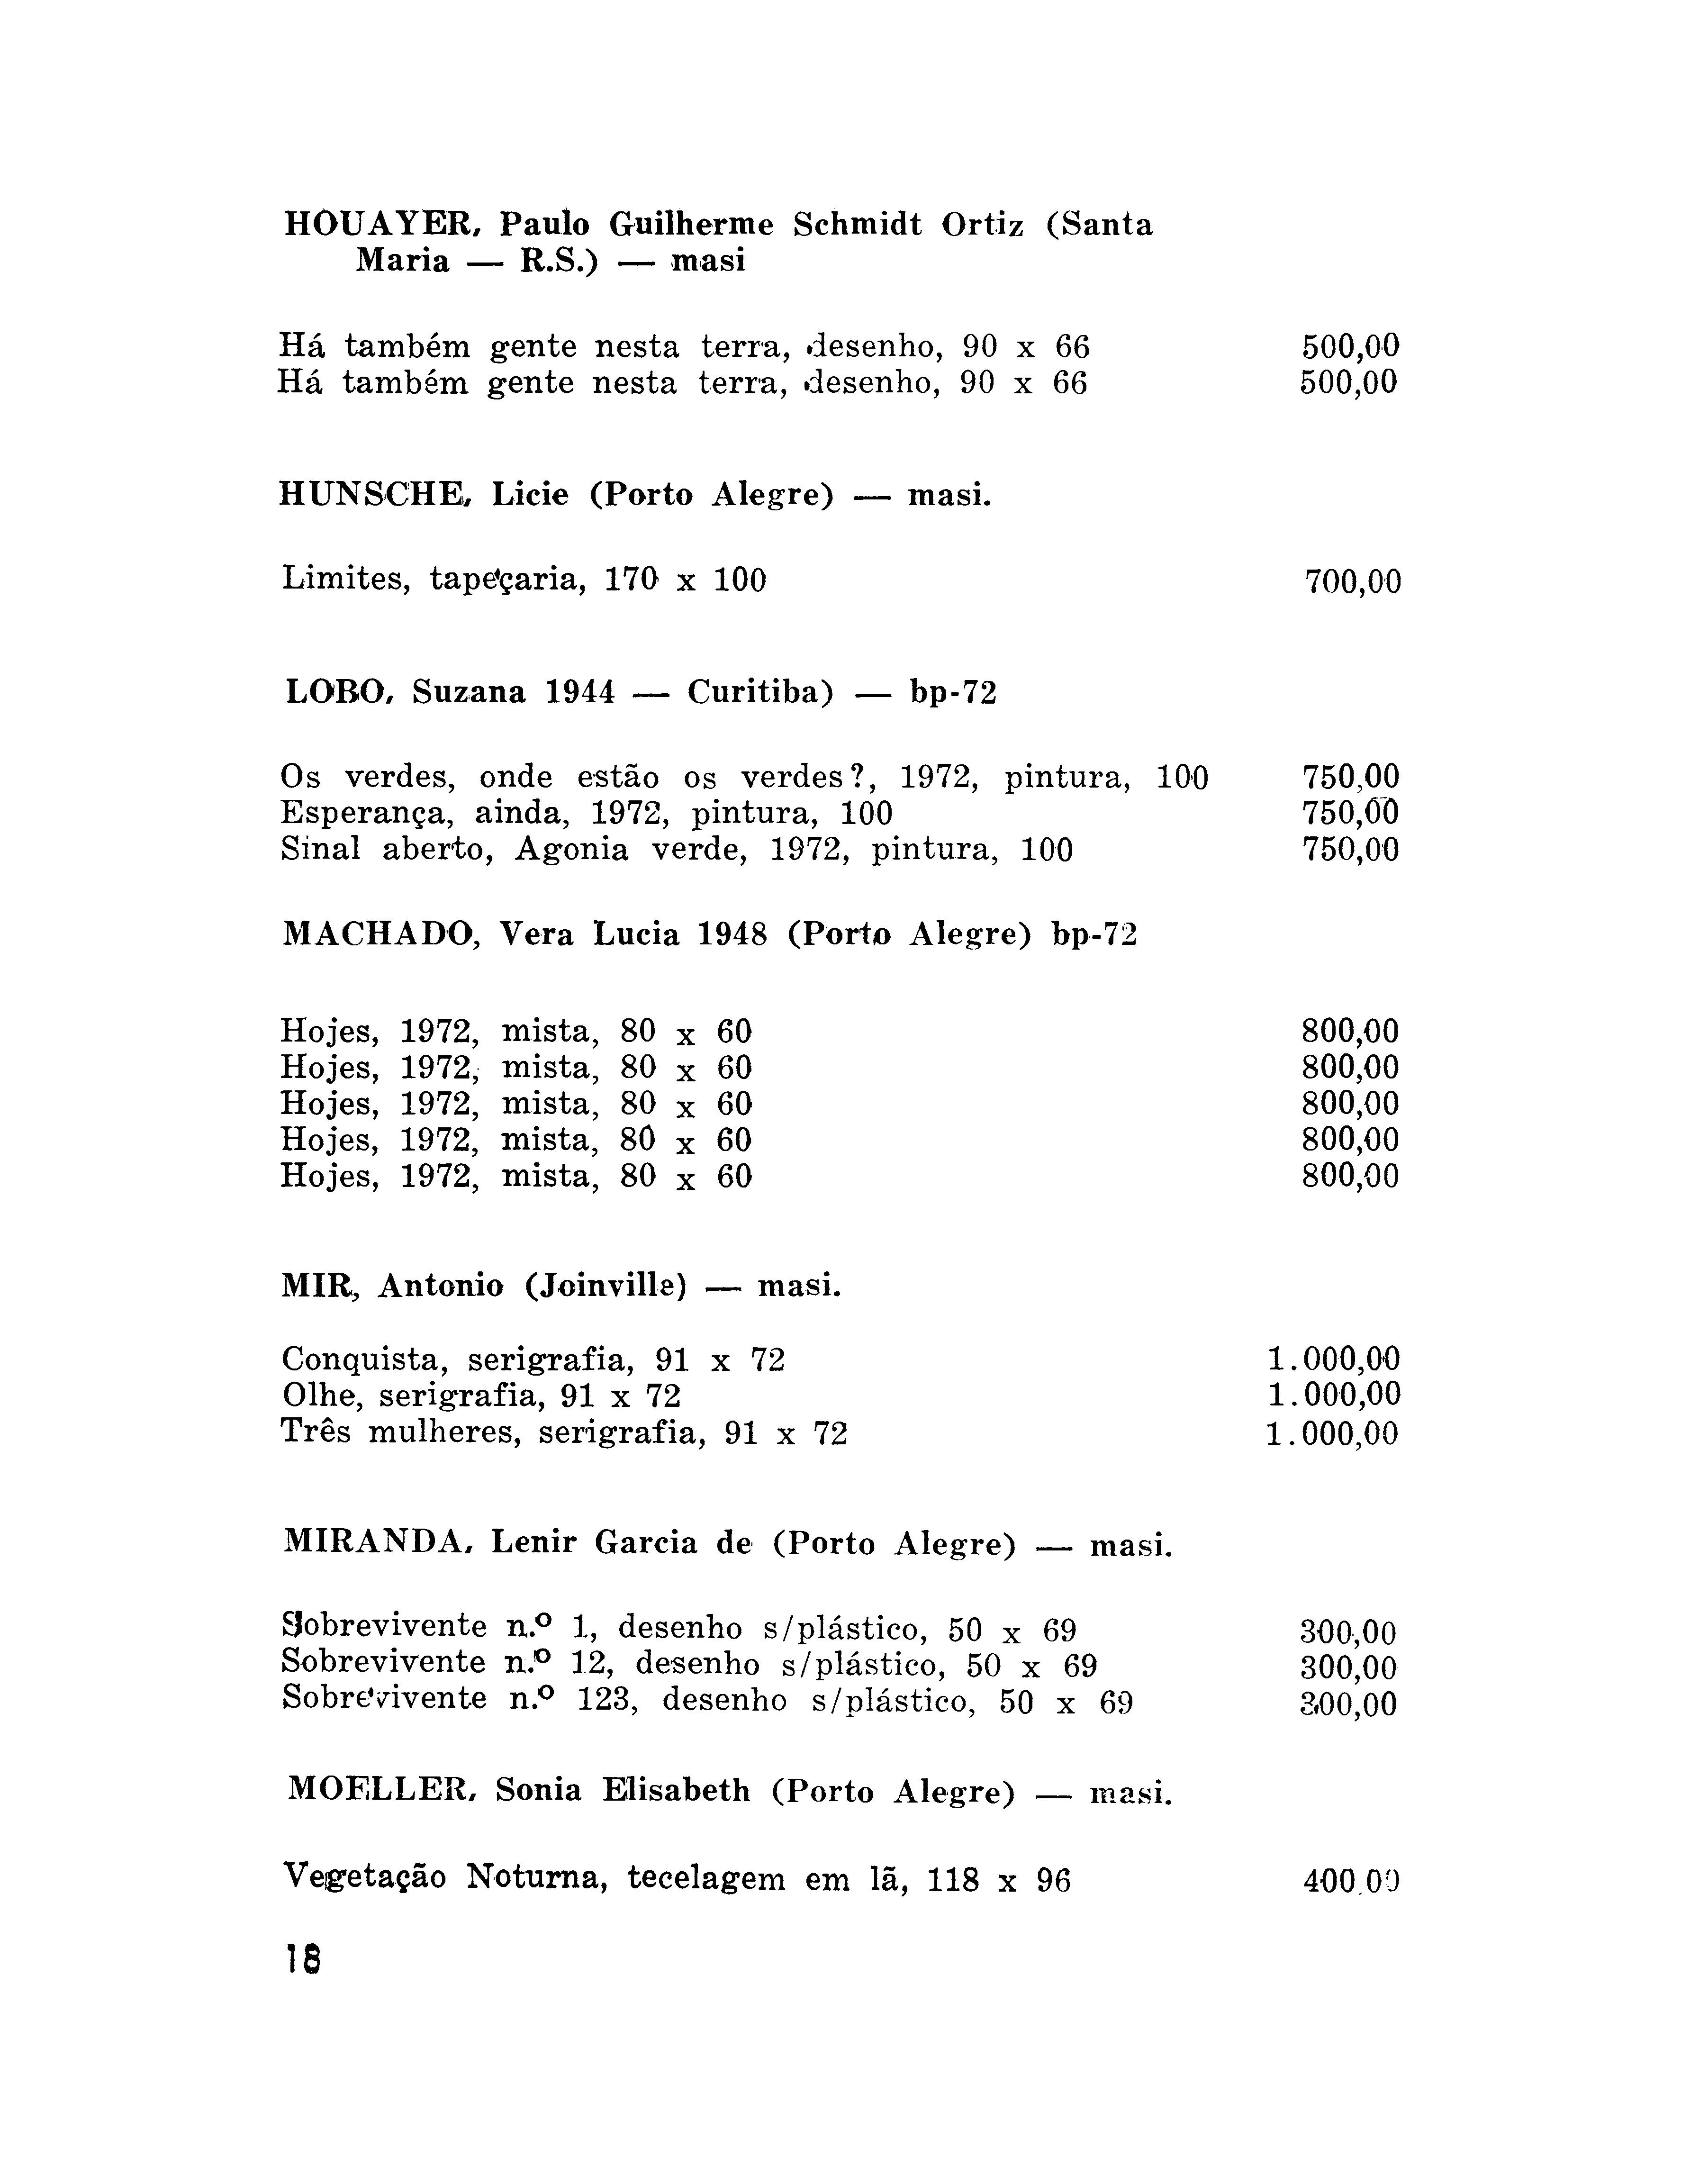 HOUAYER, Paulo Guilherme Schmidt Ortiz (Santa
Maria — R.S.) — masi
Há também gente nesta terra, desenho, 90 x 66 500,00
Há também gente nesta terra, desenho, 90 x 66 500,00
HUNSCHE, Licie (Porto Alegre) — masi.
Limites, tapeçaria, 170 x 100 700,00
LOBO, Suzana 1944 — Curitiba) — bp-72
Os verdes, onde estão os verdes?, 1972, pintura, 100 750,00
Esperança, ainda, 1972, pintura, 100 750,00
Sinal aberto, Agonia verde, 1972, pintura, 100 750,00
MACHADO, Vera Lucia 1948 (Porto Alegre) bp-72
Hojes, 1972, mista, 80 x 60 800,00
Hojes, 1972, mista, 80 x 60 800,00
Hojes, 1972, mista, 80 x 60 800,00
Hojes, 1972, mista, 80 x 60 800,00
Hojes, 1972, mista, 80 x 60 800,00
MIR, Antonio (Joinville) — masi.
Conquista, serigrafia, 91 x 72 1.000,00
Olhe, serigrafia, 91 x 72 1.000,00
Três mulheres, serigrafia, 91 x 72 1.000,00
MIRANDA, Lenir Garcia de (Porto Alegre) — masi.
Sobrevivente n.º 1, desenho s/plástico, 50 x 69 300,00
Sobrevivente n.º 12, desenho s/plástico, 50 x 69 300,00
Sobrevivente n.º 123, desenho s/plástico, 50 x 69 300,00
MOELLER, Sonia Elisabeth (Porto Alegre) — masi.
Vegetação Noturna, tecelagem em lã, 118 x 96 400,00
18